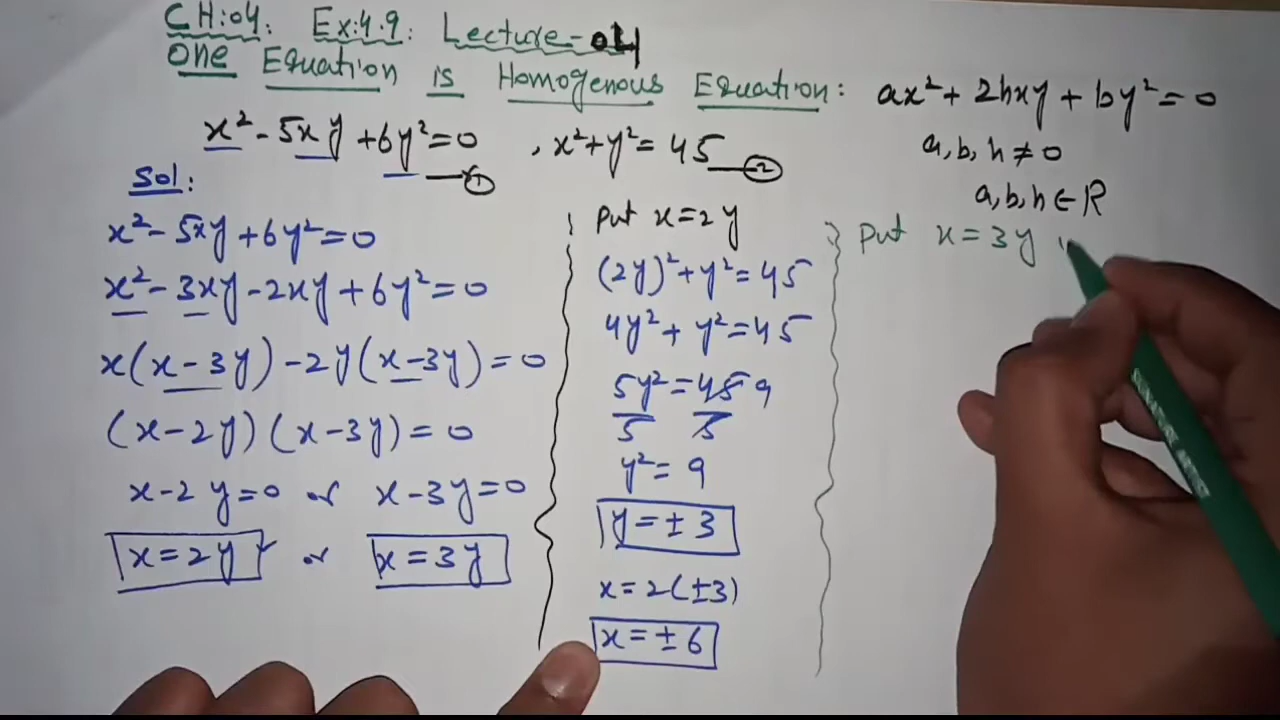 CH:04: Ex:4.9: Lecture-04
One Equation is Homogenous Equation: ax²+2hxy+by²=0
x²-5xy+6y²=0 , x²+y²=45 —②
—①
a,b,h≠0
a,b,h∈R
Sol:
x²-5xy+6y²=0
x²-3xy-2xy+6y²=0
x(x-3y)-2y(x-3y)=0
(x-2y)(x-3y)=0
x-2y=0 or x-3y=0
x=2y or x=3y
Put x=2y
(2y)²+y²=45
4y²+y²=45
5y²=45 9
5 5
y²=9
y=±3
x=2(±3)
x=±6
Put x=3y